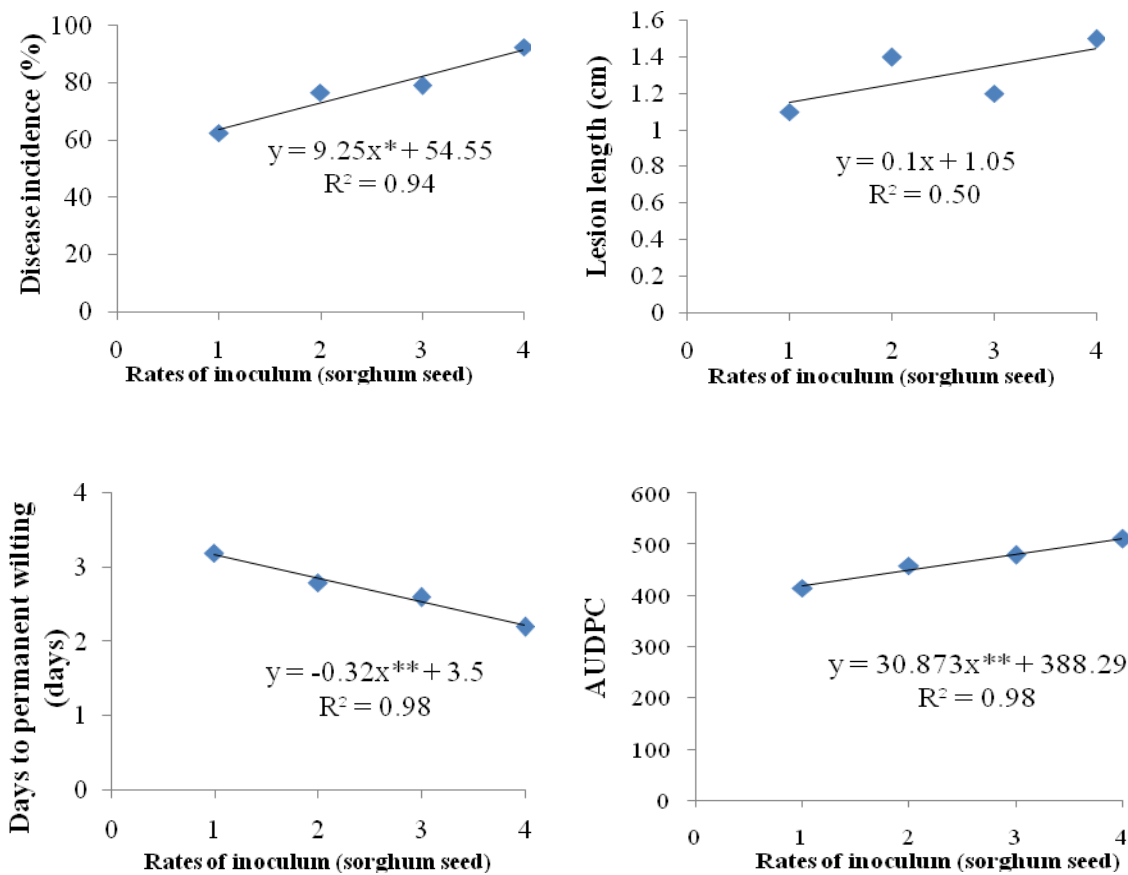 Disease incidence (%)
100
80
60
40
20
0
y = 9.25x* + 54.55
R² = 0.94
0 1 2 3 4
Rates of inoculum (sorghum seed)
Lesion length (cm)
1.6
1.4
1.2
1
0.8
0.6
0.4
0.2
0
y = 0.1x + 1.05
R² = 0.50
0 1 2 3 4
Rates of inoculum (sorghum seed)
Days to permanent wilting
(days)
4
3
2
1
0
y = -0.32x** + 3.5
R² = 0.98
0 1 2 3 4
Rates of inoculum (sorghum seed)
AUDPC
600
500
400
300
200
100
0
y = 30.873x** + 388.29
R² = 0.98
0 1 2 3 4
Rates of inoculum (sorghum seed)